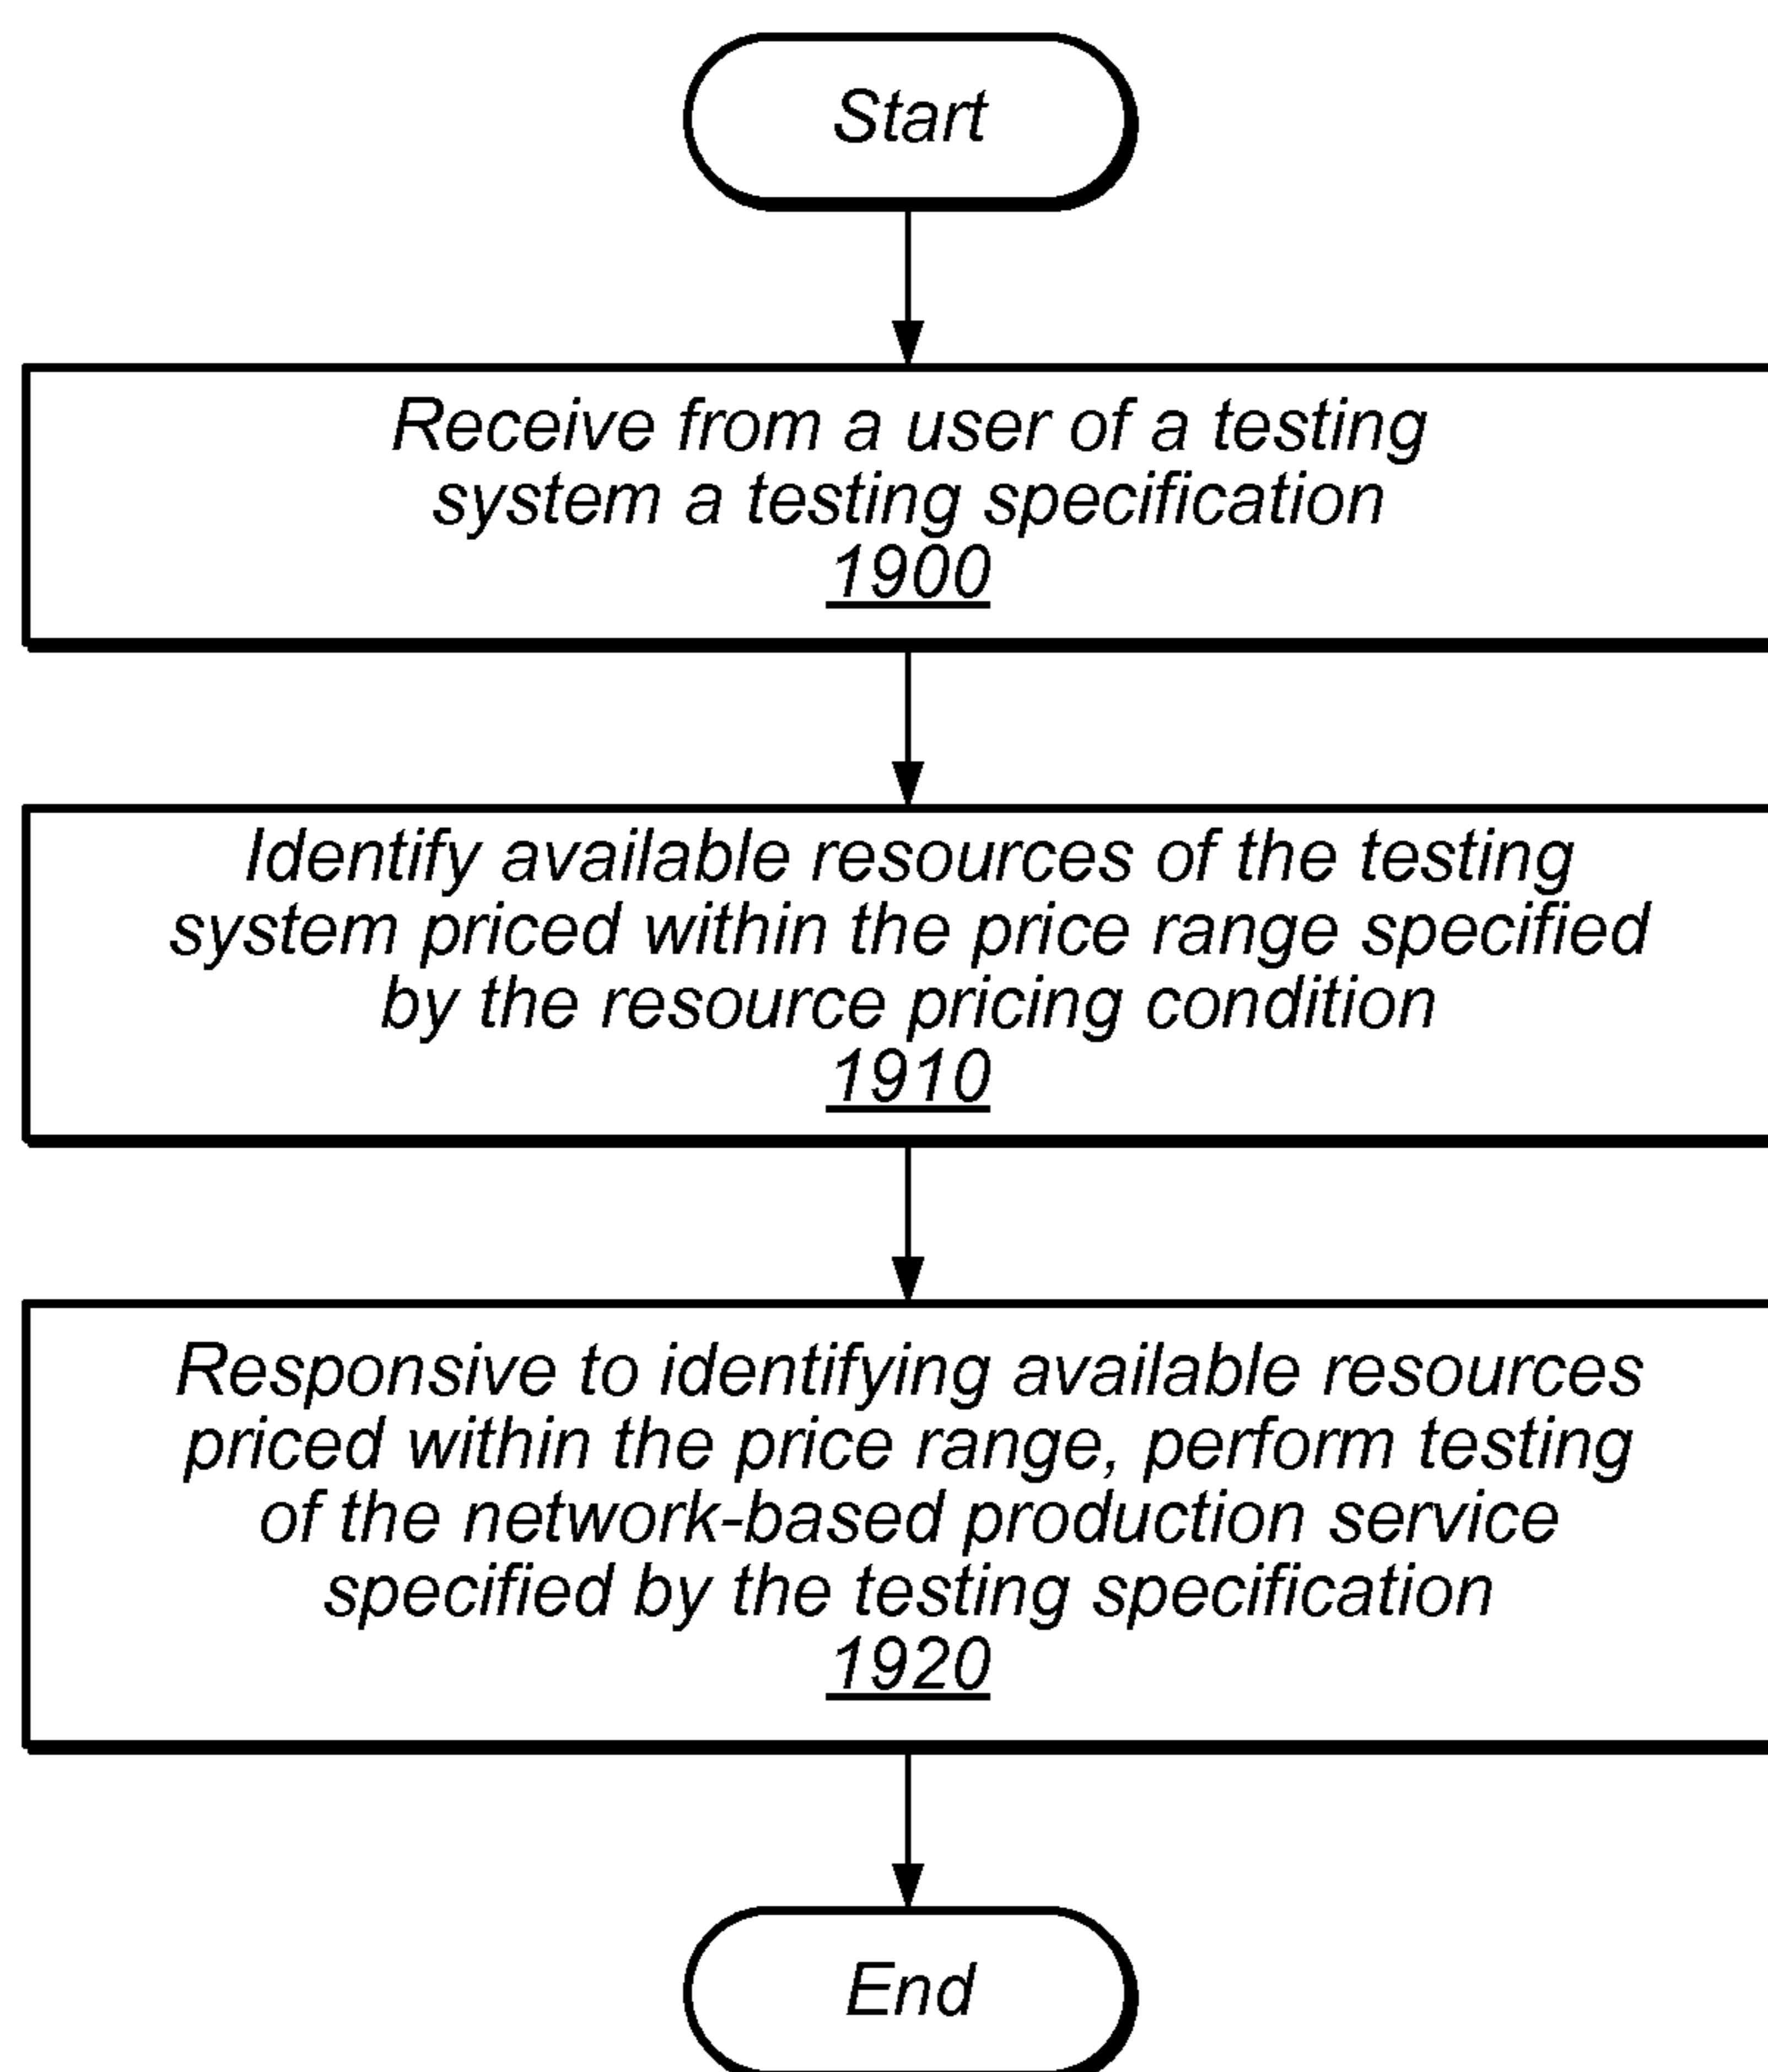 Start
Receive from a user of a testing
system a testing specification
1900
Identify available resources of the testing
system priced within the price range specified
by the resource pricing condition
1910
Responsive to identifying available resources
priced within the price range, perform testing
of the network-based production service
specified by the testing specification
1920
End